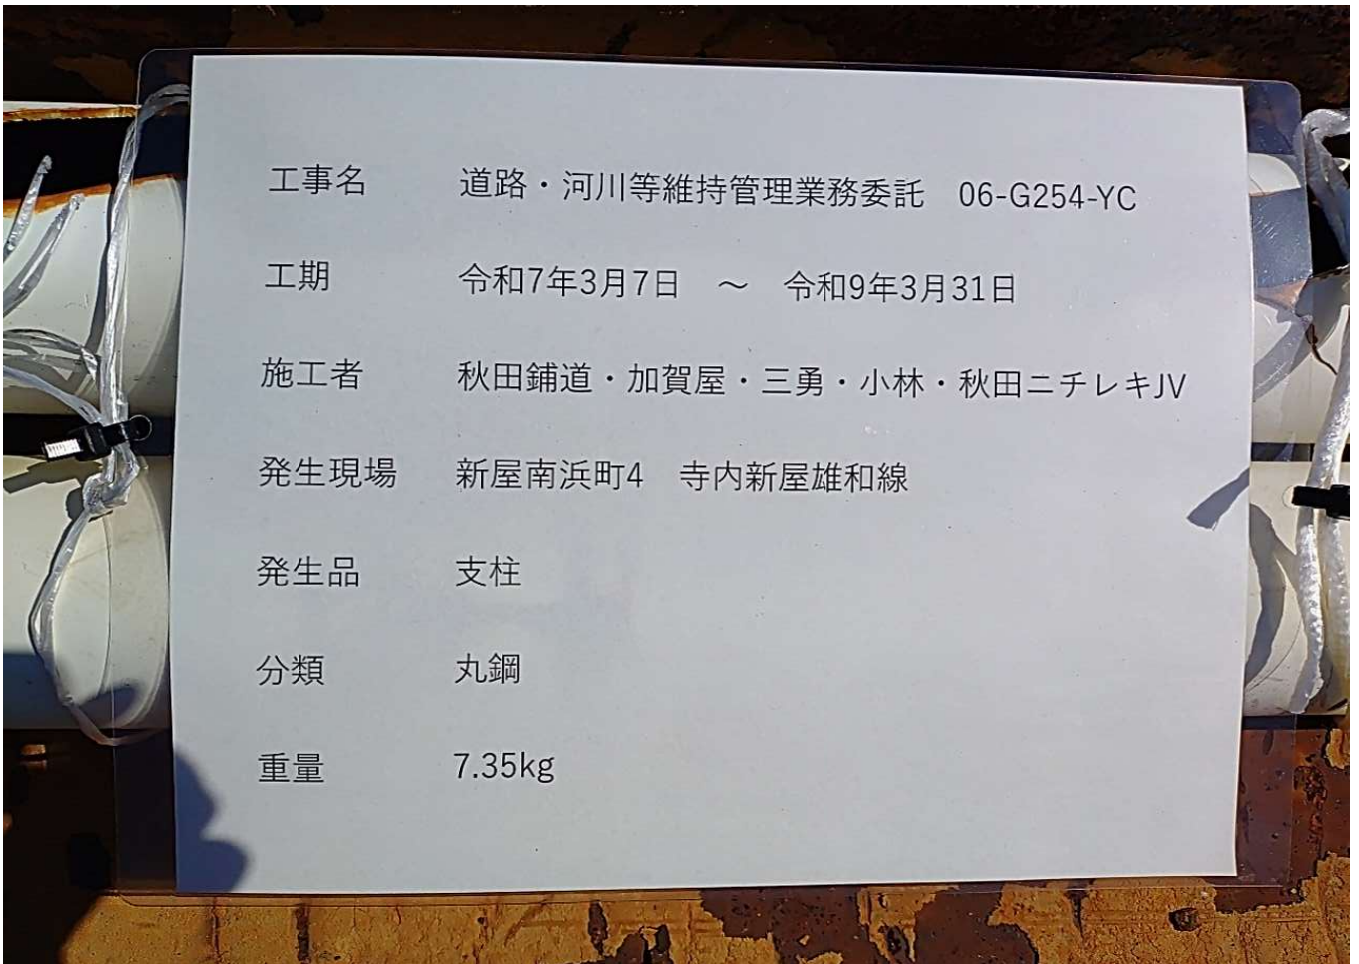 工事名 道路・河川等維持管理業務委託 06-G254-YC
工期 令和7年3月7日 ～ 令和9年3月31日
施工者 秋田鋪道・加賀屋・三勇・小林・秋田ニチレキJV
発生現場 新屋南浜町4 寺内新屋雄和線
発生品 支柱
分類 丸鋼
重量 7.35kg